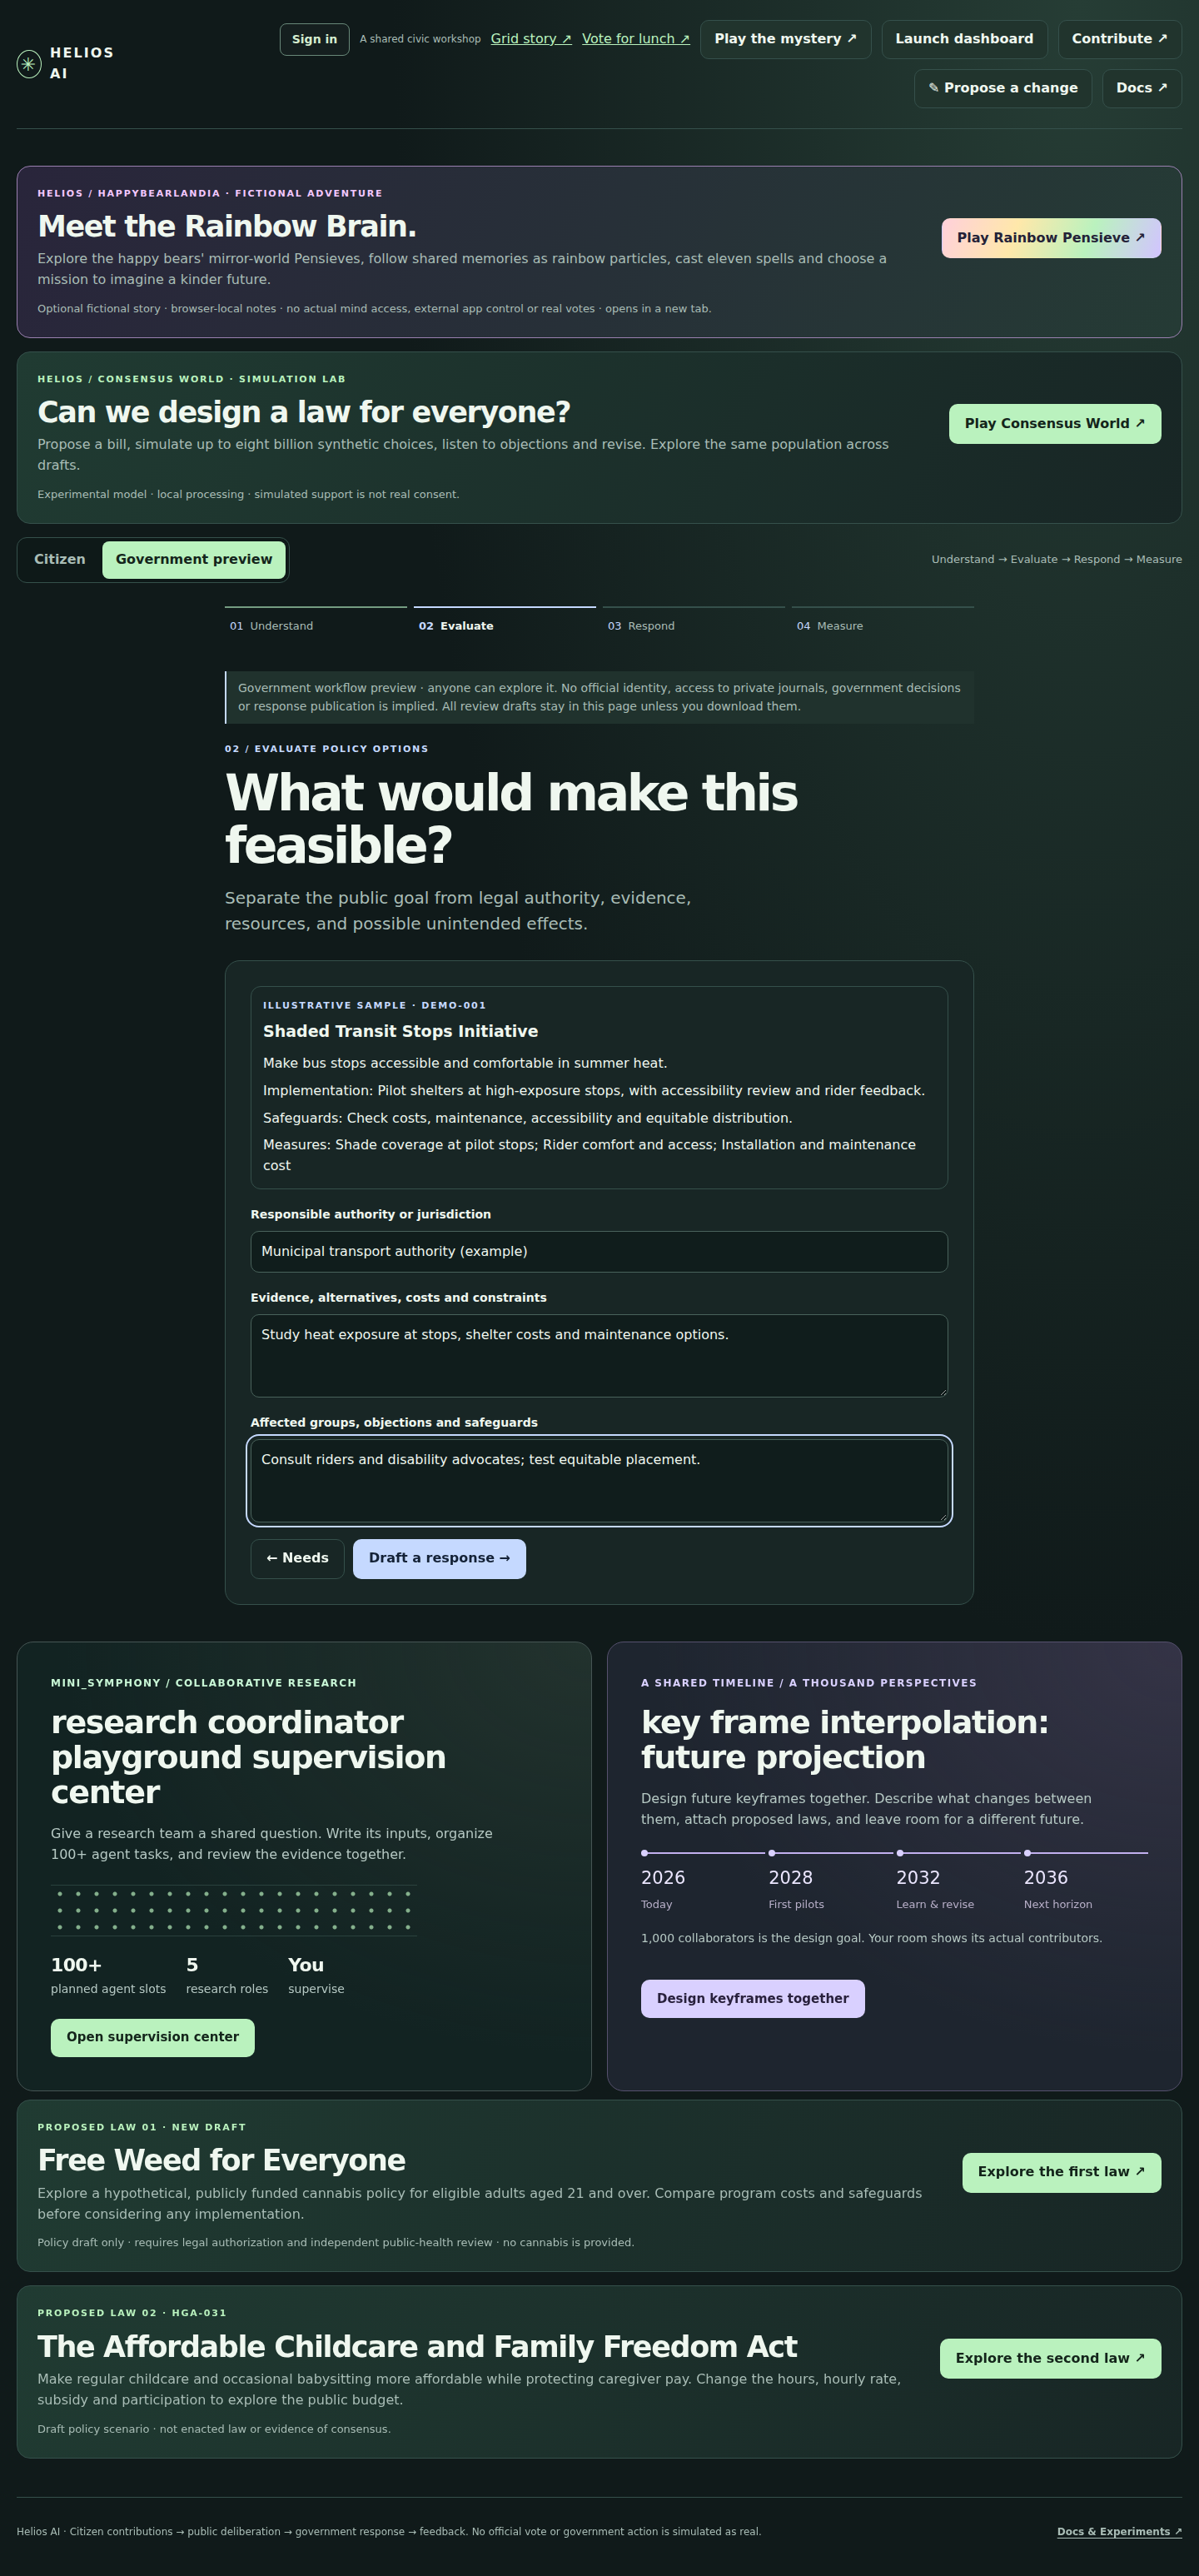 HELIOS
AI
Sign in
A shared civic workshop
Grid story ↗
Vote for lunch ↗
Play the mystery ↗
Launch dashboard
Contribute ↗
✎ Propose a change
Docs ↗
HELIOS / HAPPYBEARLANDIA · FICTIONAL ADVENTURE
Meet the Rainbow Brain.
Explore the happy bears' mirror-world Pensieves, follow shared memories as rainbow particles, cast eleven spells and choose a
mission to imagine a kinder future.
Optional fictional story · browser-local notes · no actual mind access, external app control or real votes · opens in a new tab.
Play Rainbow Pensieve ↗
HELIOS / CONSENSUS WORLD · SIMULATION LAB
Can we design a law for everyone?
Propose a bill, simulate up to eight billion synthetic choices, listen to objections and revise. Explore the same population across
drafts.
Experimental model · local processing · simulated support is not real consent.
Play Consensus World ↗
Citizen
Government preview
Understand → Evaluate → Respond → Measure
01 Understand
02 Evaluate
03 Respond
04 Measure
Government workflow preview · anyone can explore it. No official identity, access to private journals, government decisions
or response publication is implied. All review drafts stay in this page unless you download them.
02 / EVALUATE POLICY OPTIONS
What would make this
feasible?
Separate the public goal from legal authority, evidence,
resources, and possible unintended effects.
ILLUSTRATIVE SAMPLE · DEMO-001
Shaded Transit Stops Initiative
Make bus stops accessible and comfortable in summer heat.
Implementation: Pilot shelters at high-exposure stops, with accessibility review and rider feedback.
Safeguards: Check costs, maintenance, accessibility and equitable distribution.
Measures: Shade coverage at pilot stops; Rider comfort and access; Installation and maintenance
cost
Responsible authority or jurisdiction
Municipal transport authority (example)
Evidence, alternatives, costs and constraints
Study heat exposure at stops, shelter costs and maintenance options.
Affected groups, objections and safeguards
Consult riders and disability advocates; test equitable placement.
← Needs
Draft a response →
MINI_SYMPHONY / COLLABORATIVE RESEARCH
research coordinator
playground supervision
center
Give a research team a shared question. Write its inputs, organize
100+ agent tasks, and review the evidence together.
100+
planned agent slots
5
research roles
You
supervise
Open supervision center
A SHARED TIMELINE / A THOUSAND PERSPECTIVES
key frame interpolation:
future projection
Design future keyframes together. Describe what changes between
them, attach proposed laws, and leave room for a different future.
2026
Today
2028
First pilots
2032
Learn & revise
2036
Next horizon
1,000 collaborators is the design goal. Your room shows its actual contributors.
Design keyframes together
PROPOSED LAW 01 · NEW DRAFT
Free Weed for Everyone
Explore a hypothetical, publicly funded cannabis policy for eligible adults aged 21 and over. Compare program costs and safeguards
before considering any implementation.
Policy draft only · requires legal authorization and independent public-health review · no cannabis is provided.
Explore the first law ↗
PROPOSED LAW 02 · HGA-031
The Affordable Childcare and Family Freedom Act
Make regular childcare and occasional babysitting more affordable while protecting caregiver pay. Change the hours, hourly rate,
subsidy and participation to explore the public budget.
Draft policy scenario · not enacted law or evidence of consensus.
Explore the second law ↗
Helios AI · Citizen contributions → public deliberation → government response → feedback. No official vote or government action is simulated as real.
Docs & Experiments ↗